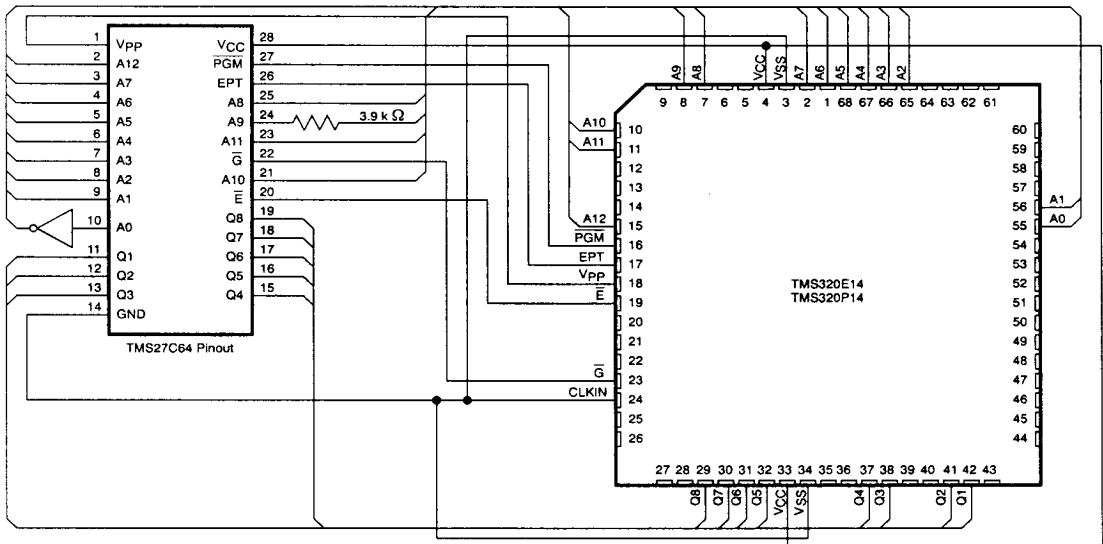 1 VPP VCC 28
2 A12 PGM 27
3 A7 EPT 26
4 A6 A8 25
5 A5 A9 24 3.9 k Ω
6 A4 A11 23
7 A3 G 22
8 A2 A10 21
9 A1 E 20
10 A0 Q8 19
11 Q1 Q7 18
12 Q2 Q6 17
13 Q3 Q5 16
14 GND Q4 15
TMS27C64 Pinout
A9 A8 VCC VSS A7 A6 A5 A4 A3 A2
9 8 7 6 5 4 3 2 1 68 67 66 65 64 63 62 61
A10 10
A11 11
12
13
14
A12 15
PGM 16
EPT 17
VPP 18
E 19
20
21
22
G 23
CLKIN 24
25
26
TMS320E14
TMS320P14
60
59
58
57
56 A1
55 A0
54
53
52
51
50
49
48
47
46
45
44
27 28 29 30 31 32 33 34 35 36 37 38 39 40 41 42 43
Q8 Q7 Q6 Q5 VCC VSS Q4 Q3 Q2 Q1